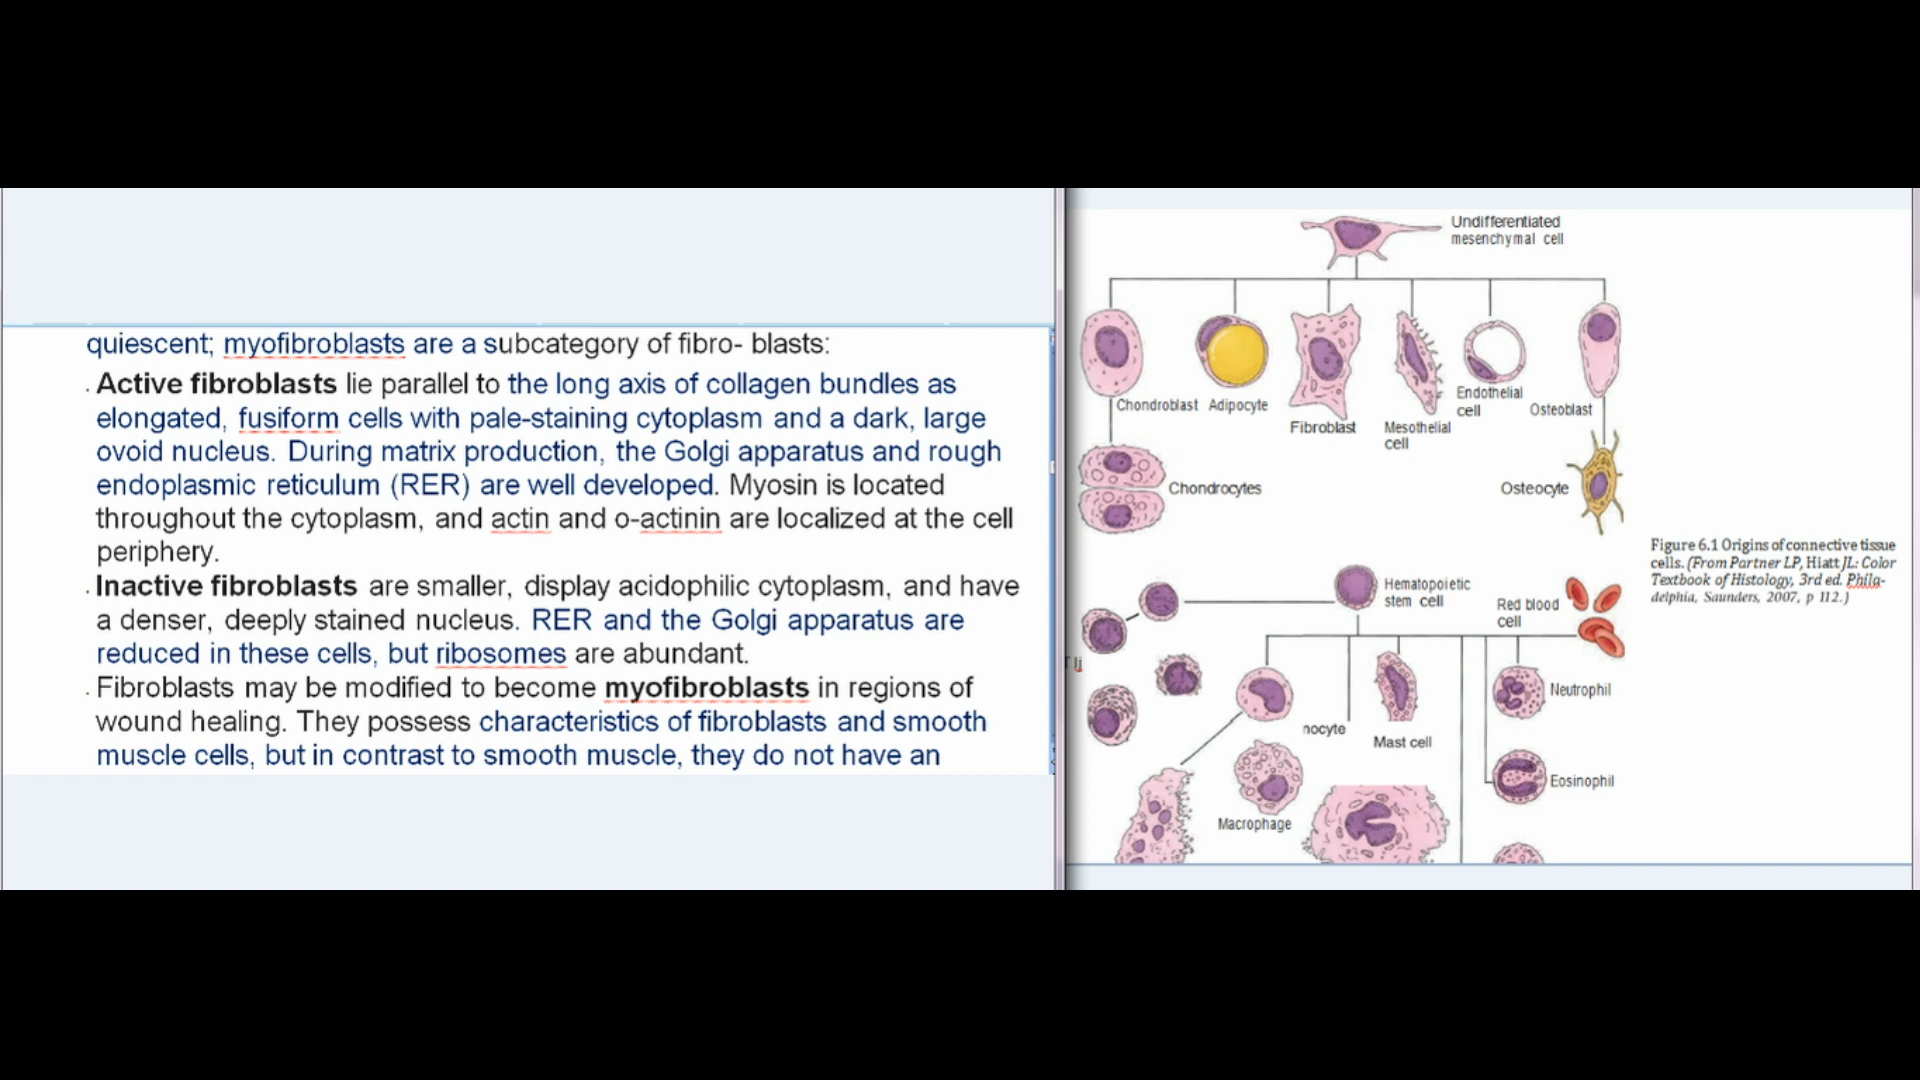 quiescent; myofibroblasts are a subcategory of fibro- blasts:
. Active fibroblasts lie parallel to the long axis of collagen bundles as
elongated, fusiform cells with pale-staining cytoplasm and a dark, large
ovoid nucleus. During matrix production, the Golgi apparatus and rough
endoplasmic reticulum (RER) are well developed. Myosin is located
throughout the cytoplasm, and actin and o-actinin are localized at the cell
periphery.
. Inactive fibroblasts are smaller, display acidophilic cytoplasm, and have
a denser, deeply stained nucleus. RER and the Golgi apparatus are
reduced in these cells, but ribosomes are abundant.
. Fibroblasts may be modified to become myofibroblasts in regions of
wound healing. They possess characteristics of fibroblasts and smooth
muscle cells, but in contrast to smooth muscle, they do not have an
Undifferentiated
mesenchymal cell
Chondroblast
Adipocyte
Fibroblast
Mesothelial
cell
Endothelial
cell
Osteoblast
Chondrocytes
Osteocyte
Figure 6.1 Origins of connective tissue
cells. (From Partner LP, Hiatt JL: Color
Textbook of Histology, 3rd ed. Phila-
delphia, Saunders, 2007, p 112.)
Hematopoietic
stem cell
Red blood
cell
Neutrophil
nocyte
Mast cell
Eosinophil
Macrophage